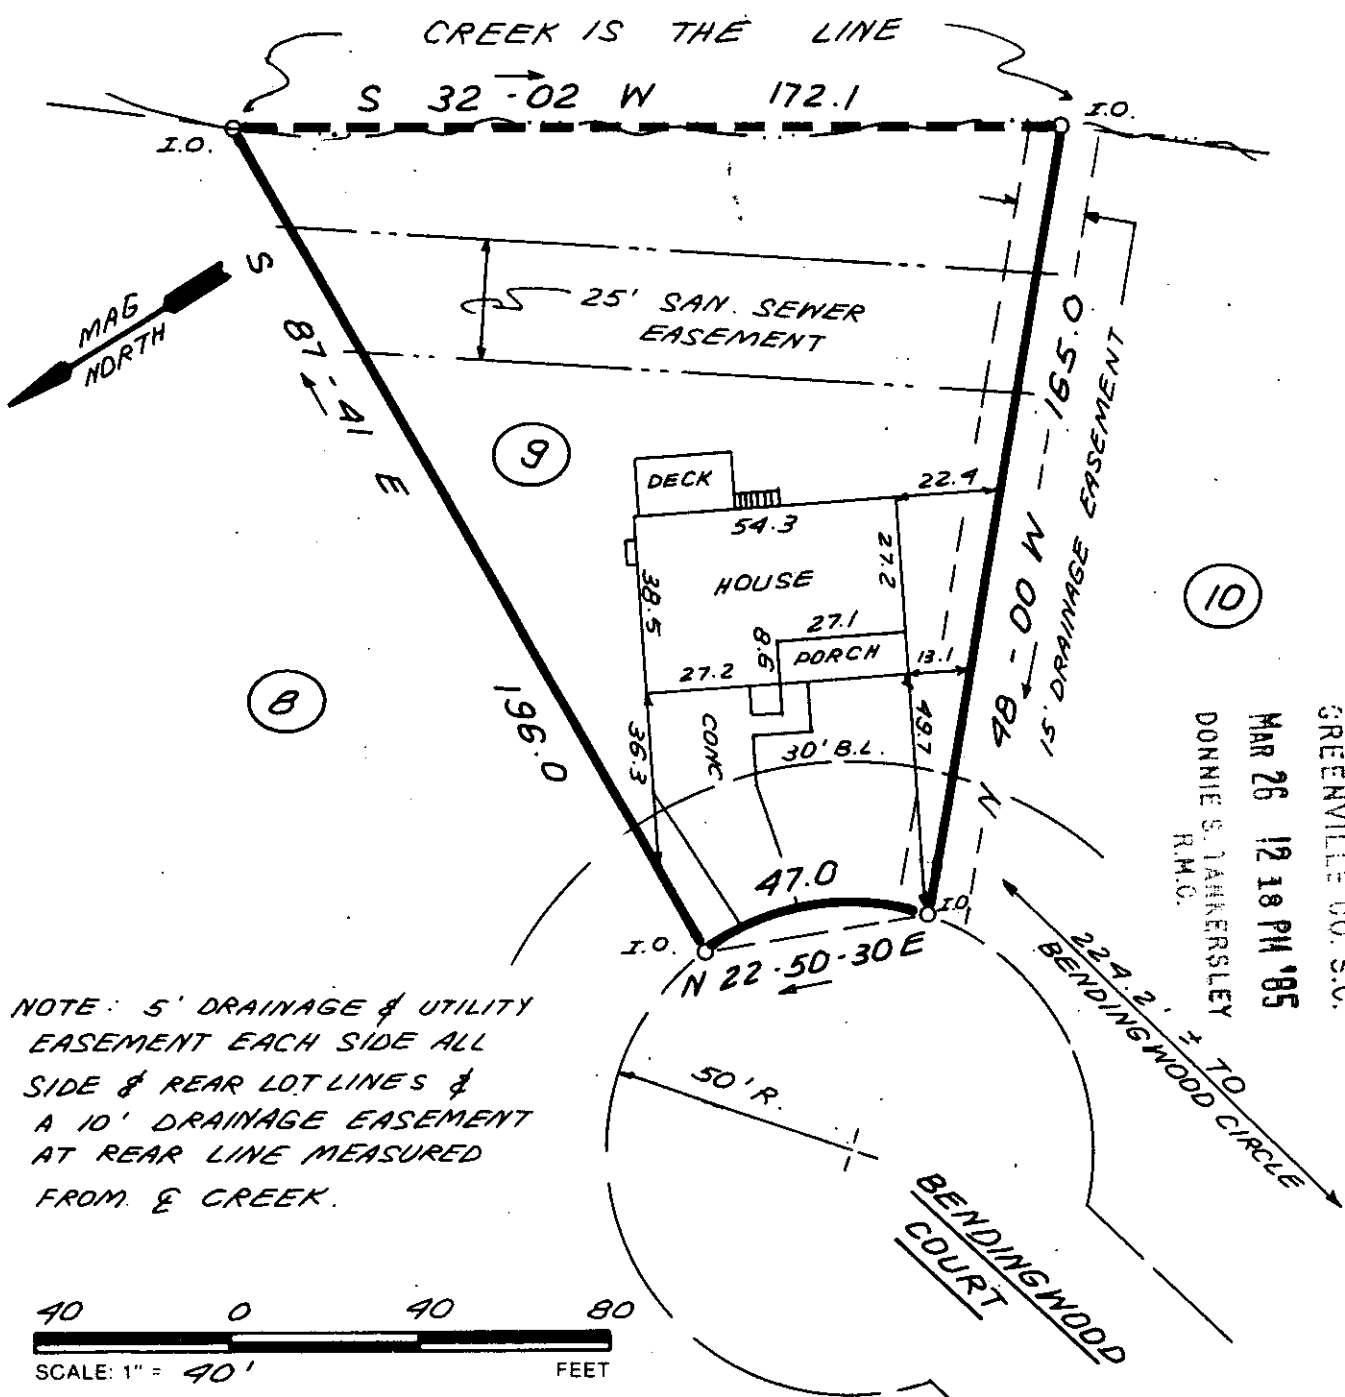 CREEK IS THE LINE
S 32-02 W 172.1
I.O.
I.O.
MAG
NORTH
S 87-41 E 196.0
25' SAN. SEWER
EASEMENT
N 48-00 W 165.0
15' DRAINAGE EASEMENT
9
DECK
22.4
54.3
27.2
HOUSE
38.5
27.1
8.6
PORCH
13.1
27.2
10
8
36.3
CONC
49.7
30' B.L.
47.0
I.O.
I.O.
N 22-50-30 E
GREENVILLE CO. S.C.
MAR 26 12 18 PM '85
DONNIE S. TANKERSLEY
R.M.C.
224.2' ± TO
BENDINGWOOD CIRCLE
NOTE: 5' DRAINAGE & UTILITY
EASEMENT EACH SIDE ALL
SIDE & REAR LOT LINES &
A 10' DRAINAGE EASEMENT
AT REAR LINE MEASURED
FROM ℄ CREEK.
50' R.
BENDINGWOOD
COURT
40 0 40 80
SCALE: 1" = 40' FEET